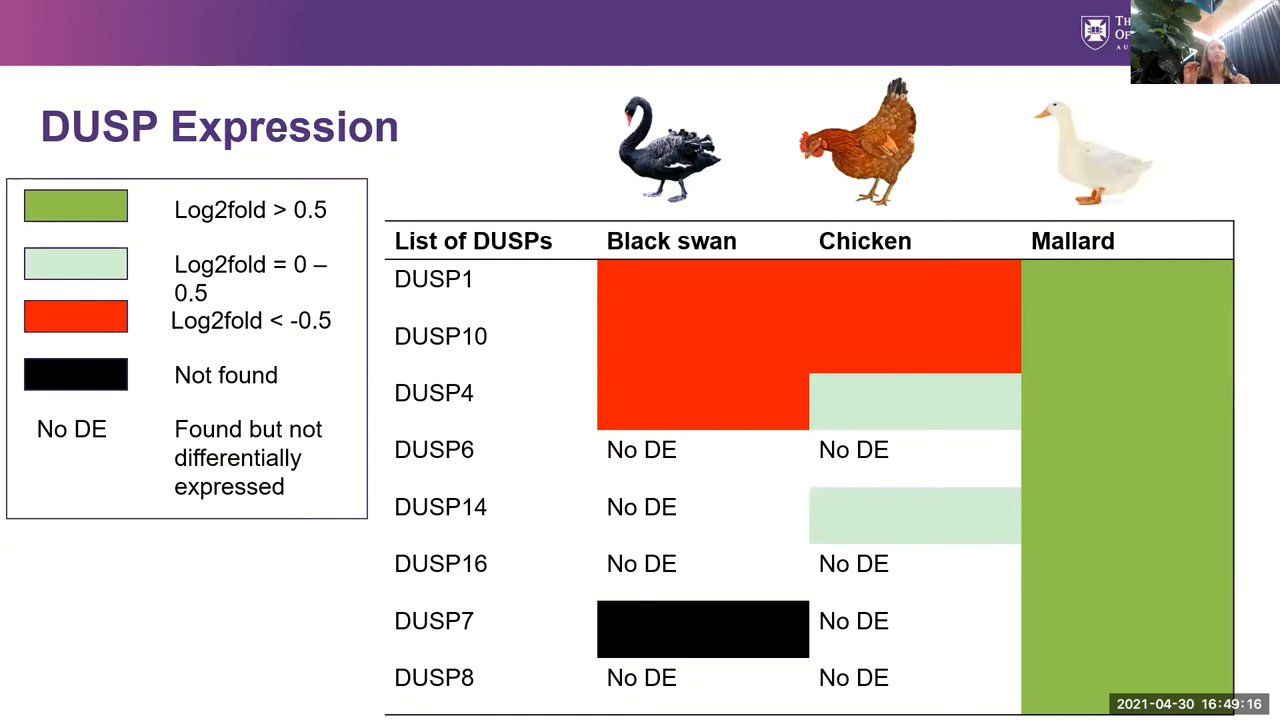 Th
Of
AU
DUSP Expression
Log2fold > 0.5
Log2fold = 0 –
0.5
Log2fold < -0.5
Not found
No DE Found but not
differentially
expressed
List of DUSPs Black swan Chicken Mallard
DUSP1
DUSP10
DUSP4
DUSP6 No DE No DE
DUSP14 No DE
DUSP16 No DE No DE
DUSP7 No DE
DUSP8 No DE No DE
2021-04-30 16:49:16